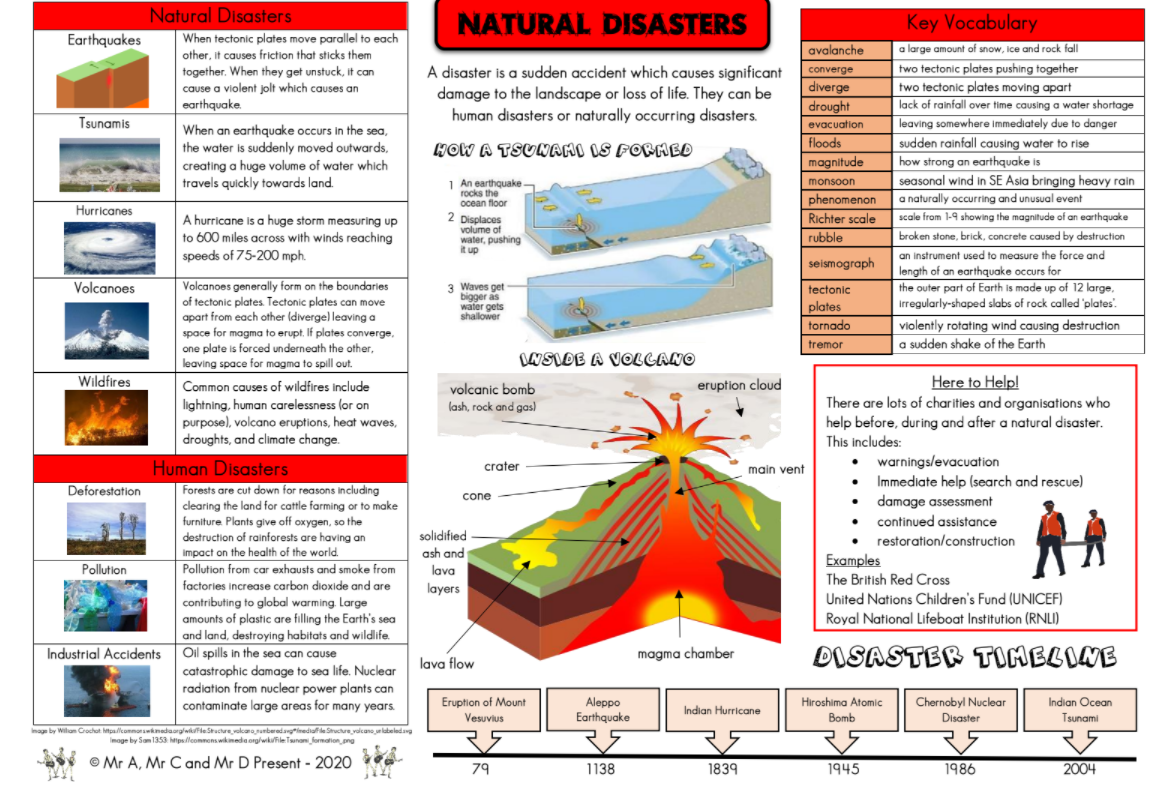 Natural Disasters
Earthquakes
When tectonic plates move parallel to each
other, it causes friction that sticks them
together. When they get unstuck, it can
cause a violent jolt which causes an
earthquake.
Tsunamis
When an earthquake occurs in the sea,
the water is suddenly moved outwards,
creating a huge volume of water which
travels quickly towards land.
Hurricanes
A hurricane is a huge storm measuring up
to 600 miles across with winds reaching
speeds of 75-200 mph.
Volcanoes
Volcanoes generally form on the boundaries
of tectonic plates. Tectonic plates can move
apart from each other (diverge) leaving a
space for magma to erupt. If plates converge,
one plate is forced underneath the other,
leaving space for magma to spill out.
Wildfires
Common causes of wildfires include
lightning, human carelessness (or on
purpose), volcano eruptions, heat waves,
droughts, and climate change.
Human Disasters
Deforestation
Forests are cut down for reasons including
clearing the land for cattle farming or to make
furniture. Plants give off oxygen, so the
destruction of rainforests are having an
impact on the health of the world.
Pollution
Pollution from car exhausts and smoke from
factories increase carbon dioxide and are
contributing to global warming. Large
amounts of plastic are filling the Earth's sea
and land, destroying habitats and wildlife.
Industrial Accidents
Oil spills in the sea can cause
catastrophic damage to sea life. Nuclear
radiation from nuclear power plants can
contaminate large areas for many years.
Image by William Crochot: https://commons.wikimedia.org/wiki/File:Structure_volcano_numbered.svg#/media/File:Structure_volcano_unlabeled.svg
Image by Sam1353: https://commons.wikimedia.org/wiki/File:Tsunami_formation_.png
© Mr A, Mr C and Mr D Present - 2020
NATURAL DISASTERS
A disaster is a sudden accident which causes significant
damage to the landscape or loss of life. They can be
human disasters or naturally occurring disasters.
HOW A TSUNAMI IS FORMED
1 An earthquake
rocks the
ocean floor
2 Displaces
volume of
water, pushing
it up
3 Waves get
bigger as
water gets
shallower
INSIDE A VOLCANO
volcanic bomb
(ash, rock and gas)
eruption cloud
crater
main vent
cone
solidified
ash and
lava
layers
lava flow
magma chamber
Key Vocabulary
avalanche a large amount of snow, ice and rock fall
converge two tectonic plates pushing together
diverge two tectonic plates moving apart
drought lack of rainfall over time causing a water shortage
evacuation leaving somewhere immediately due to danger
floods sudden rainfall causing water to rise
magnitude how strong an earthquake is
monsoon seasonal wind in SE Asia bringing heavy rain
phenomenon a naturally occurring and unusual event
Richter scale scale from 1-9 showing the magnitude of an earthquake
rubble broken stone, brick, concrete caused by destruction
seismograph an instrument used to measure the force and
length of an earthquake occurs for
tectonic
plates
the outer part of Earth is made up of 12 large,
irregularly-shaped slabs of rock called 'plates'.
tornado violently rotating wind causing destruction
tremor a sudden shake of the Earth
Here to Help!
There are lots of charities and organisations who
help before, during and after a natural disaster.
This includes:
• warnings/evacuation
• Immediate help (search and rescue)
• damage assessment
• continued assistance
• restoration/construction
Examples
The British Red Cross
United Nations Children's Fund (UNICEF)
Royal National Lifeboat Institution (RNLI)
DISASTER TIMELINE
Eruption of Mount
Vesuvius
79
Aleppo
Earthquake
1138
Indian Hurricane
1839
Hiroshima Atomic
Bomb
1945
Chernobyl Nuclear
Disaster
1986
Indian Ocean
Tsunami
2004